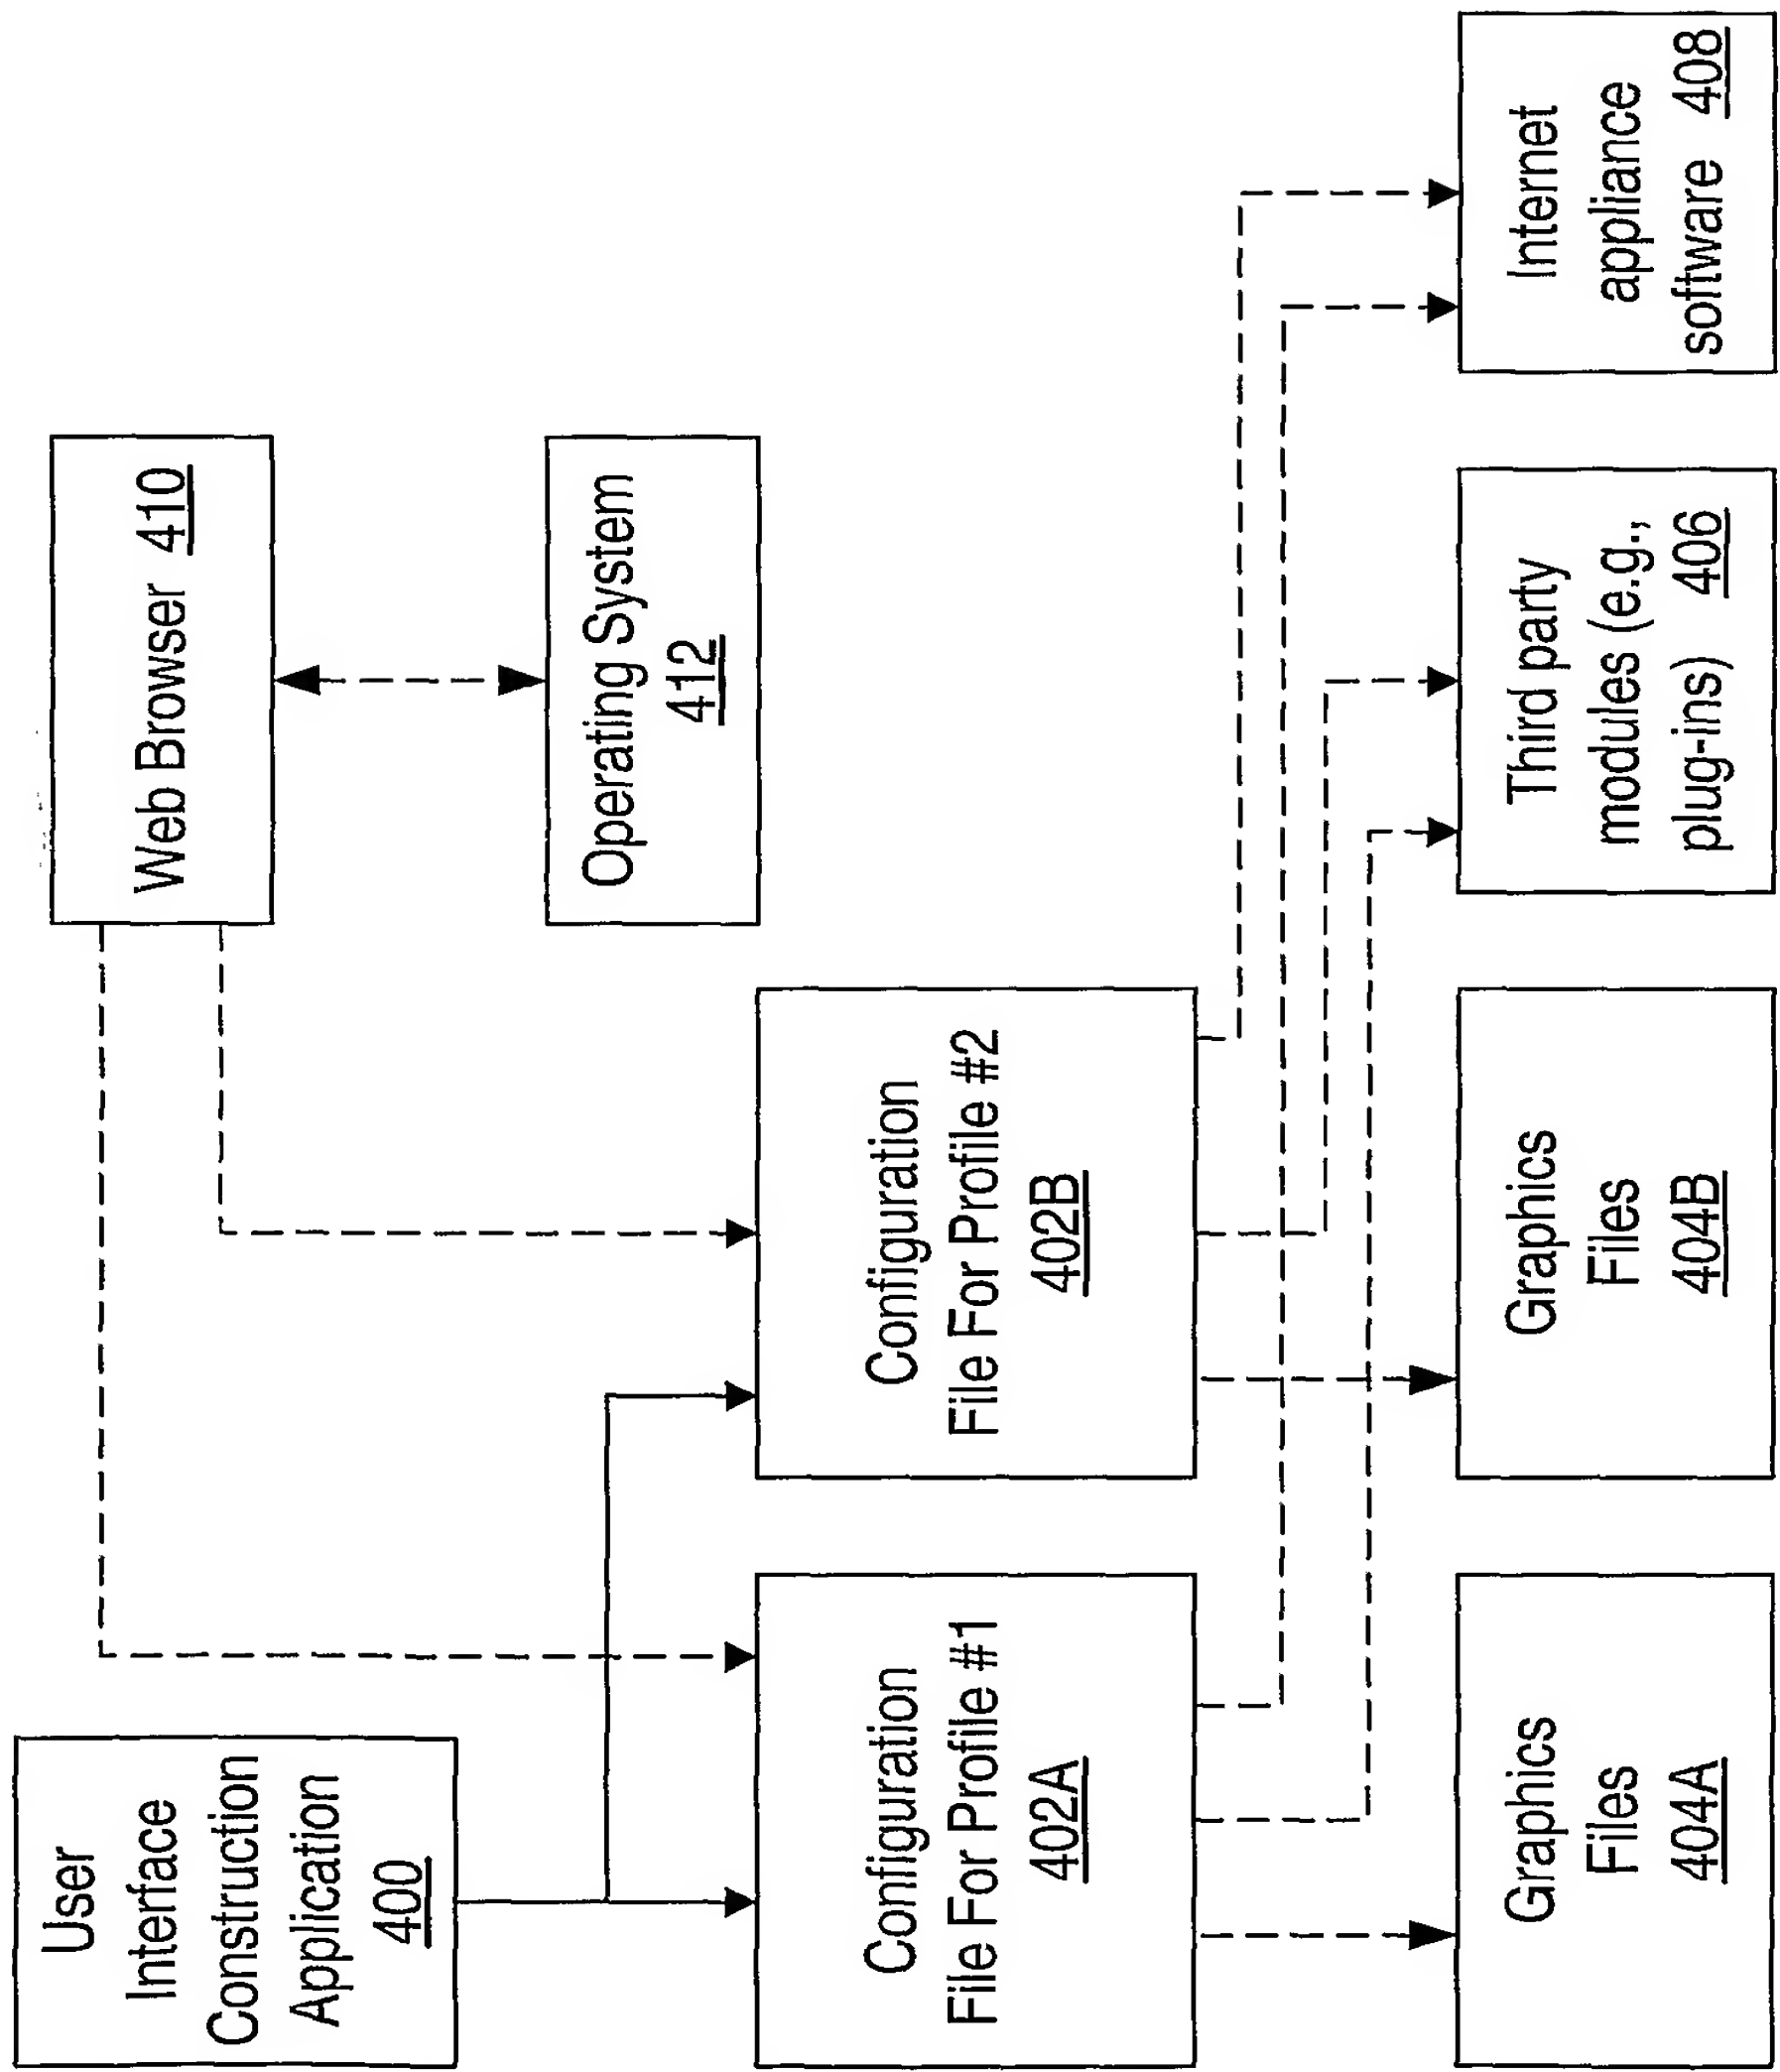 User
Interface
Construction
Application
400
Web Browser 410
Operating System
412
Configuration
File For Profile #1
402A
Configuration
File For Profile #2
402B
Graphics
Files
404A
Graphics
Files
404B
Third party
modules (e.g.,
plug-ins) 406
Internet
appliance
software 408